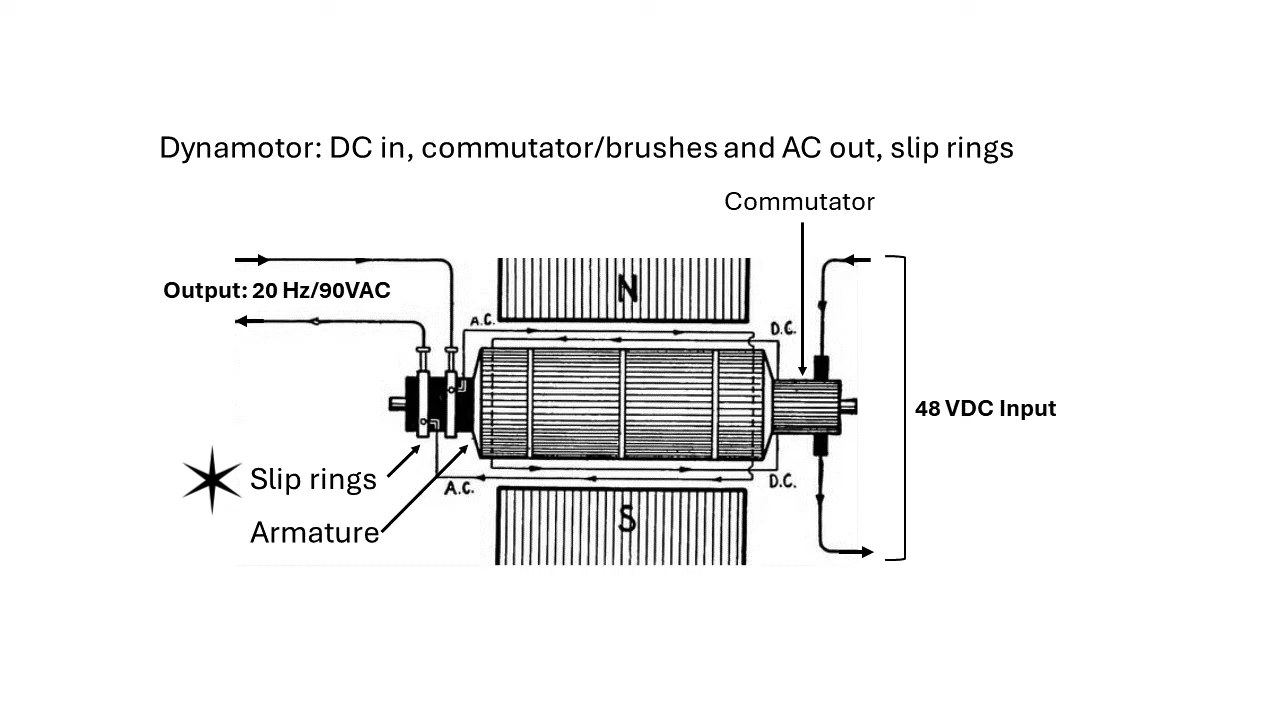 Dynamotor: DC in, commutator/brushes and AC out, slip rings
Commutator
N
Output: 20 Hz/90VAC
A.C.
D.C.
48 VDC Input
Slip rings
A.C.
D.C.
Armature
S